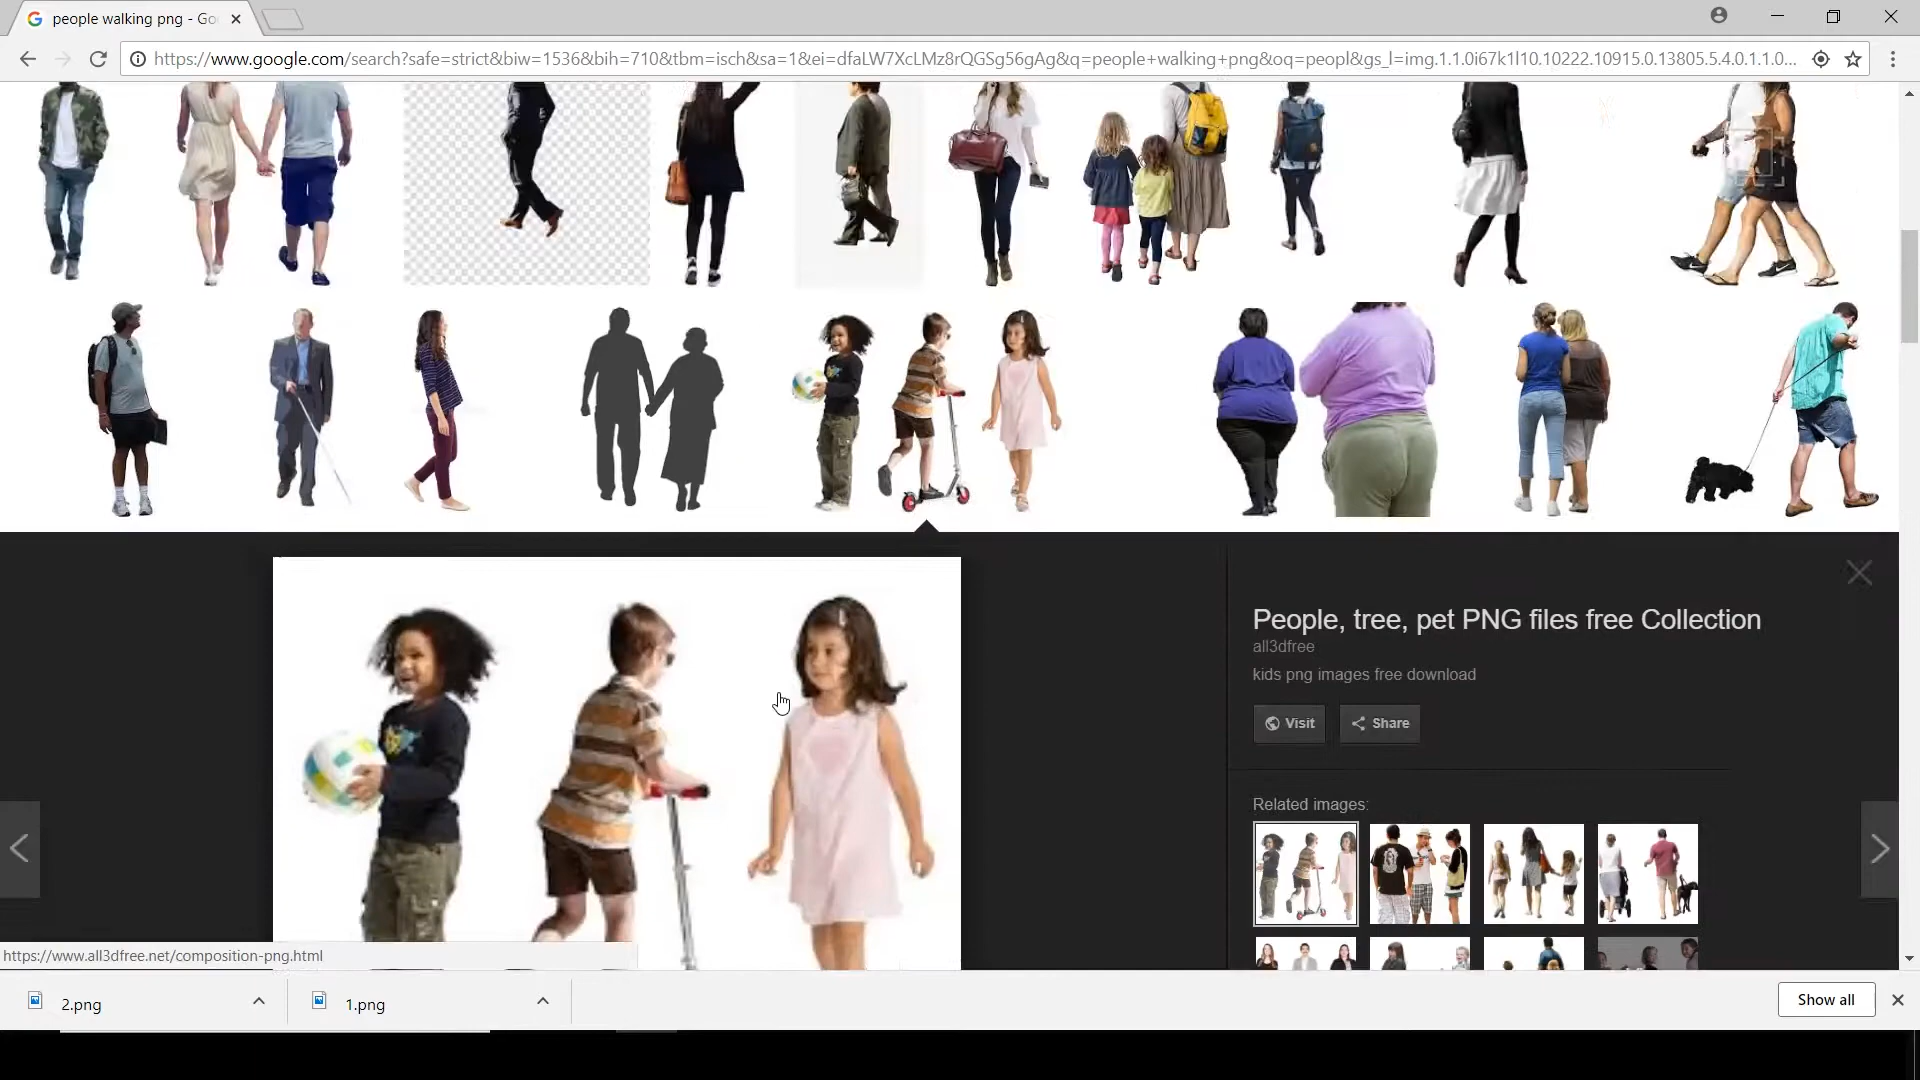 people walking png - Go
https://www.google.com/search?safe=strict&biw=1536&bih=710&tbm=isch&sa=1&ei=dfaLW7XcLMz8rQGSg56gAg&q=people+walking+png&oq=peopl&gs_l=img.1.1.0i67k1l10.10222.10915.0.13805.5.4.0.1.1.0...
People, tree, pet PNG files free Collection
all3dfree
kids png images free download
Visit
Share
Related images:
https://www.all3dfree.net/composition-png.html
2.png
1.png
Show all